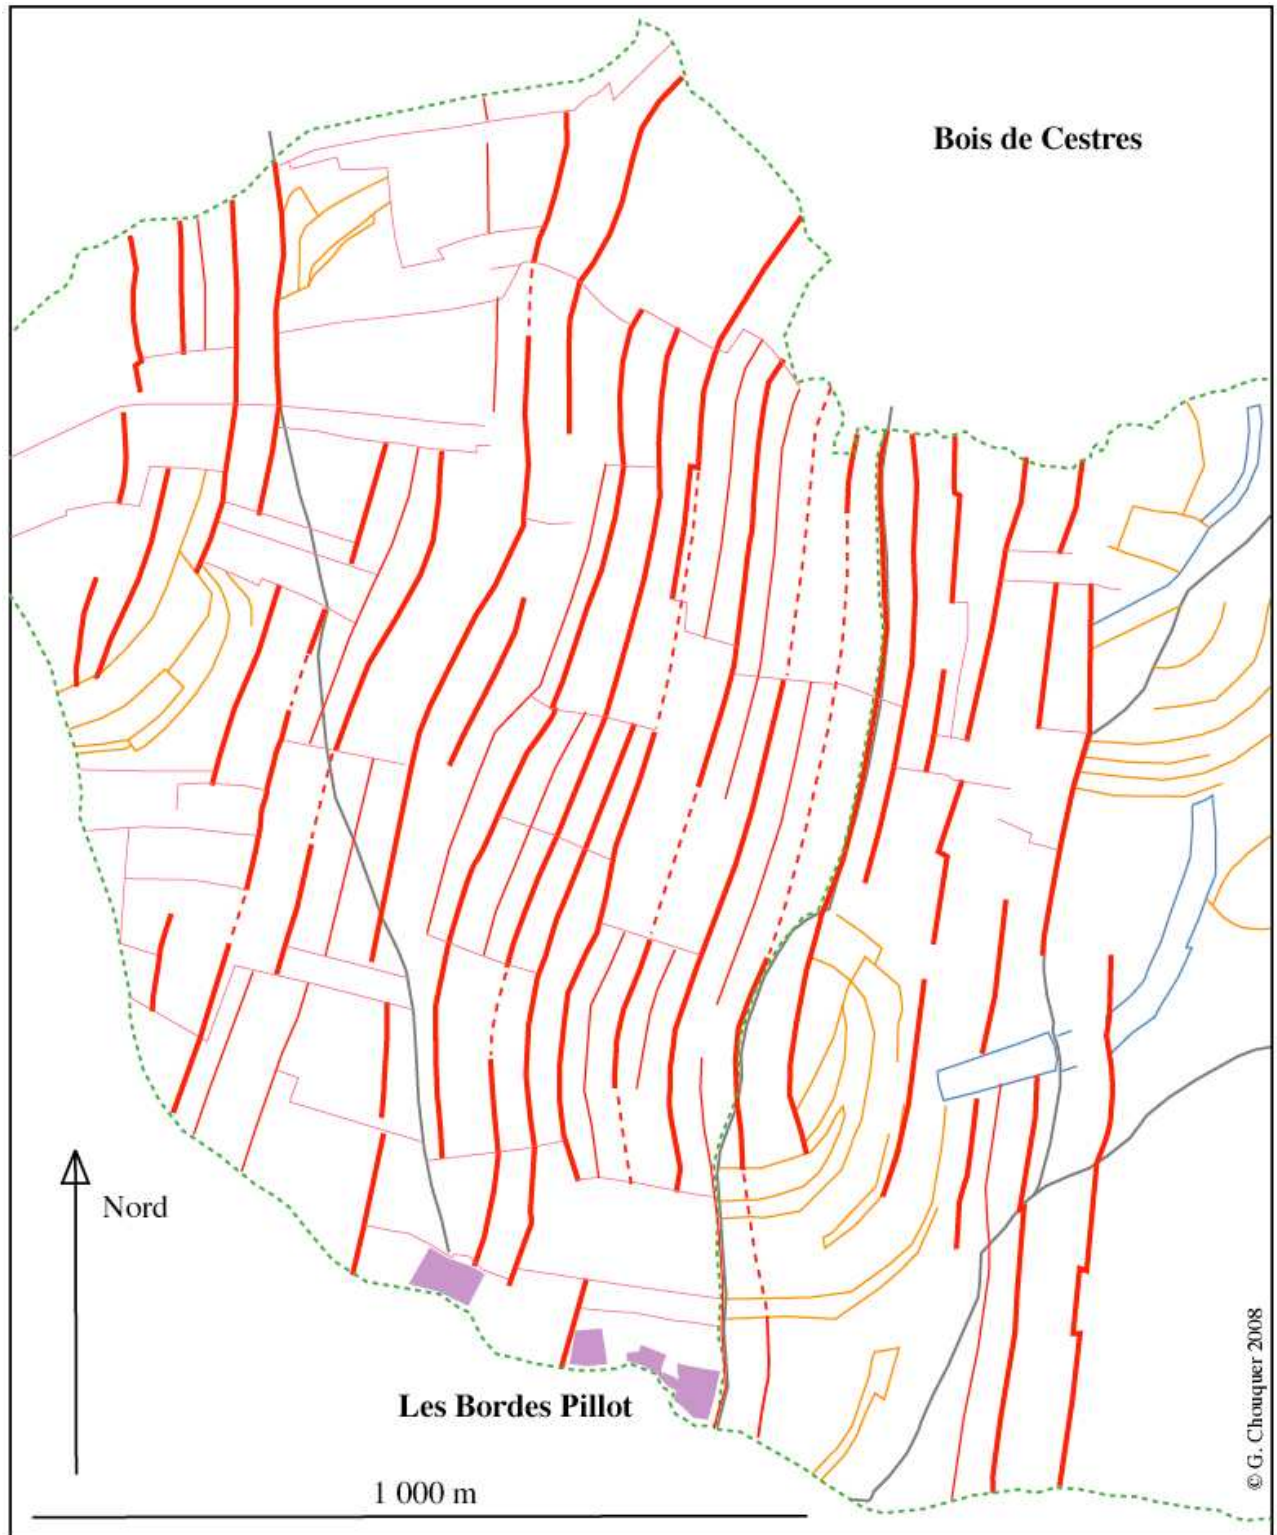 Bois de Cestres
Nord
Les Bordes Pillot
1 000 m
© G. Chouquer 2008